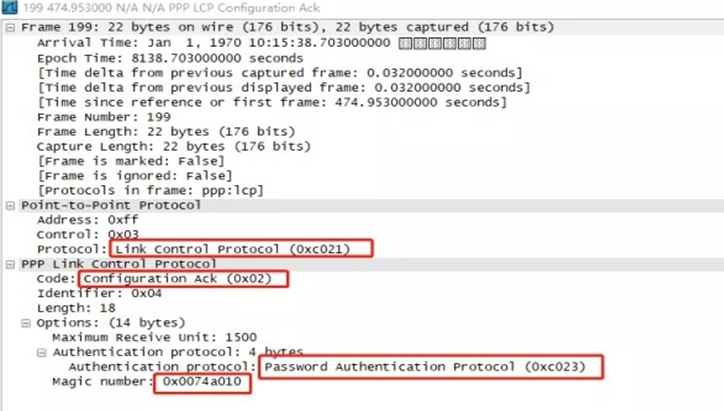 199 474.953000 N/A N/A PPP LCP Configuration Ack
Frame 199: 22 bytes on wire (176 bits), 22 bytes captured (176 bits)
Arrival Time: Jan 1, 1970 10:15:38.703000000
Epoch Time: 8138.703000000 seconds
[Time delta from previous captured frame: 0.032000000 seconds]
[Time delta from previous displayed frame: 0.032000000 seconds]
[Time since reference or first frame: 474.953000000 seconds]
Frame Number: 199
Frame Length: 22 bytes (176 bits)
Capture Length: 22 bytes (176 bits)
[Frame is marked: False]
[Frame is ignored: False]
[Protocols in frame: ppp:lcp]
Point-to-Point Protocol
Address: 0xff
Control: 0x03
Protocol: Link Control Protocol (0xc021)
PPP Link Control Protocol
Code: Configuration Ack (0x02)
Identifier: 0x04
Length: 18
Options: (14 bytes)
Maximum Receive Unit: 1500
Authentication protocol: 4 bytes
Authentication protocol: Password Authentication Protocol (0xc023)
Magic number: 0x0074a010